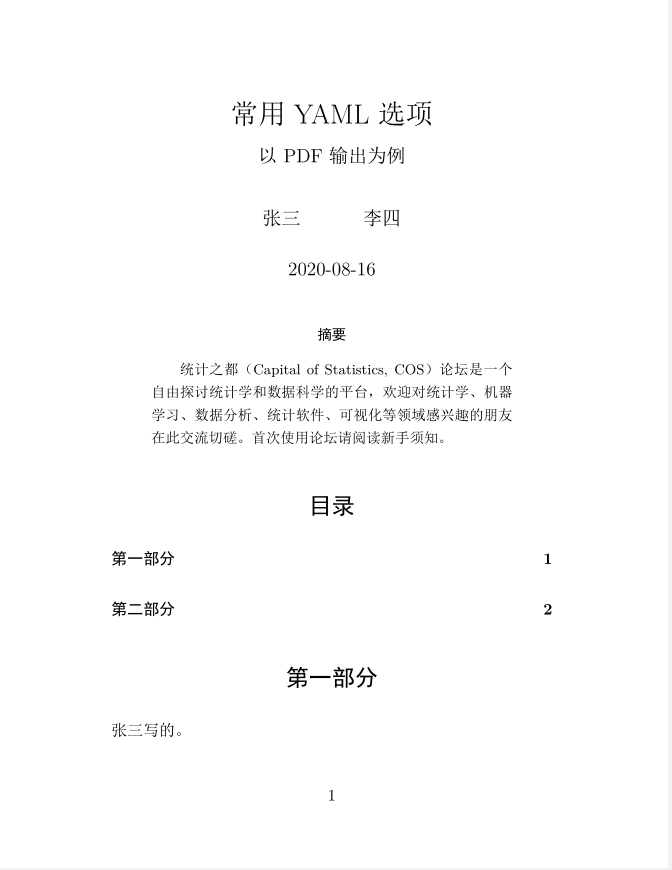 常用 YAML 选项
以 PDF 输出为例
张三 李四
2020-08-16
摘要
统计之都（Capital of Statistics, COS）论坛是一个
自由探讨统计学和数据科学的平台，欢迎对统计学、机器
学习、数据分析、统计软件、可视化等领域感兴趣的朋友
在此交流切磋。首次使用论坛请阅读新手须知。
目录
第一部分 1
第二部分 2
第一部分
张三写的。
1